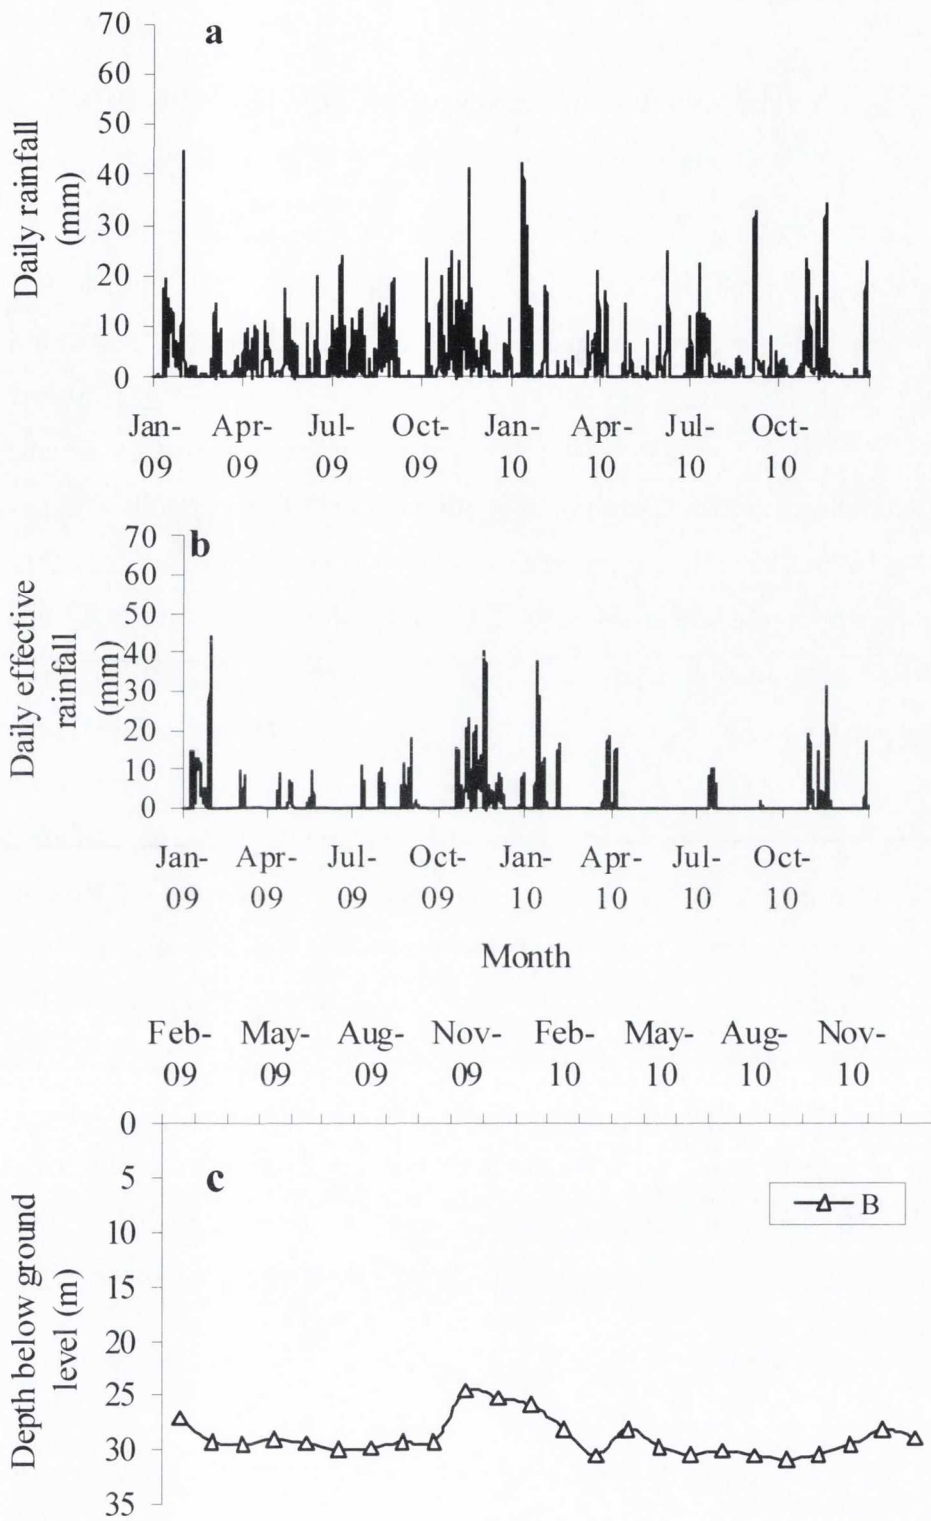 a
Daily rainfall
(mm)
70
60
50
40
30
20
10
0
Jan- Apr- Jul- Oct- Jan- Apr- Jul- Oct-
09 09 09 09 10 10 10 10
b
Daily effective
rainfall
(mm)
70
60
50
40
30
20
10
0
Jan- Apr- Jul- Oct- Jan- Apr- Jul- Oct-
09 09 09 09 10 10 10 10
Month
Feb- May- Aug- Nov- Feb- May- Aug- Nov-
09 09 09 09 10 10 10 10
c
Depth below ground
level (m)
0
5
10
15
20
25
30
35
B